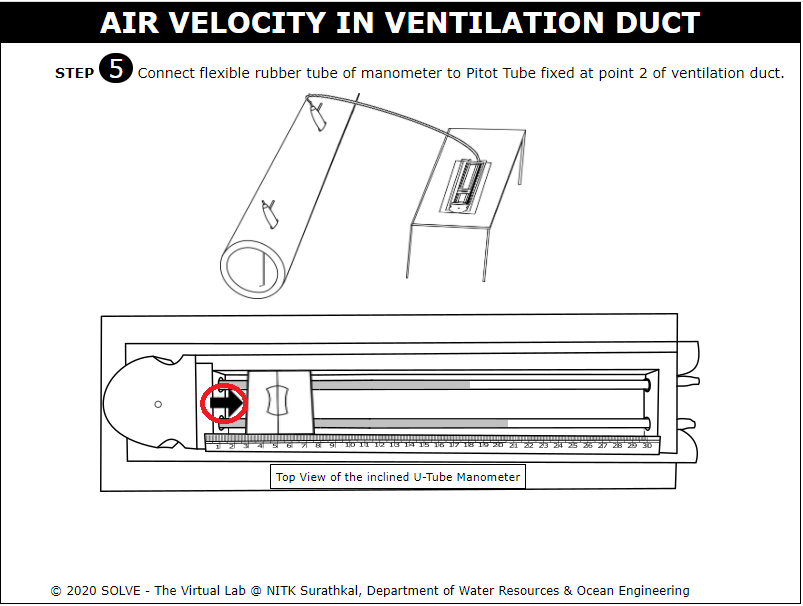 AIR VELOCITY IN VENTILATION DUCT
STEP 5 Connect flexible rubber tube of manometer to Pitot Tube fixed at point 2 of ventilation duct.
1 2 3 4 5 6 7 8 9 10 11 12 13 14 15 16 17 18 19 20 21 22 23 24 25 26 27 28 29 30
Top View of the inclined U-Tube Manometer
© 2020 SOLVE - The Virtual Lab @ NITK Surathkal, Department of Water Resources & Ocean Engineering